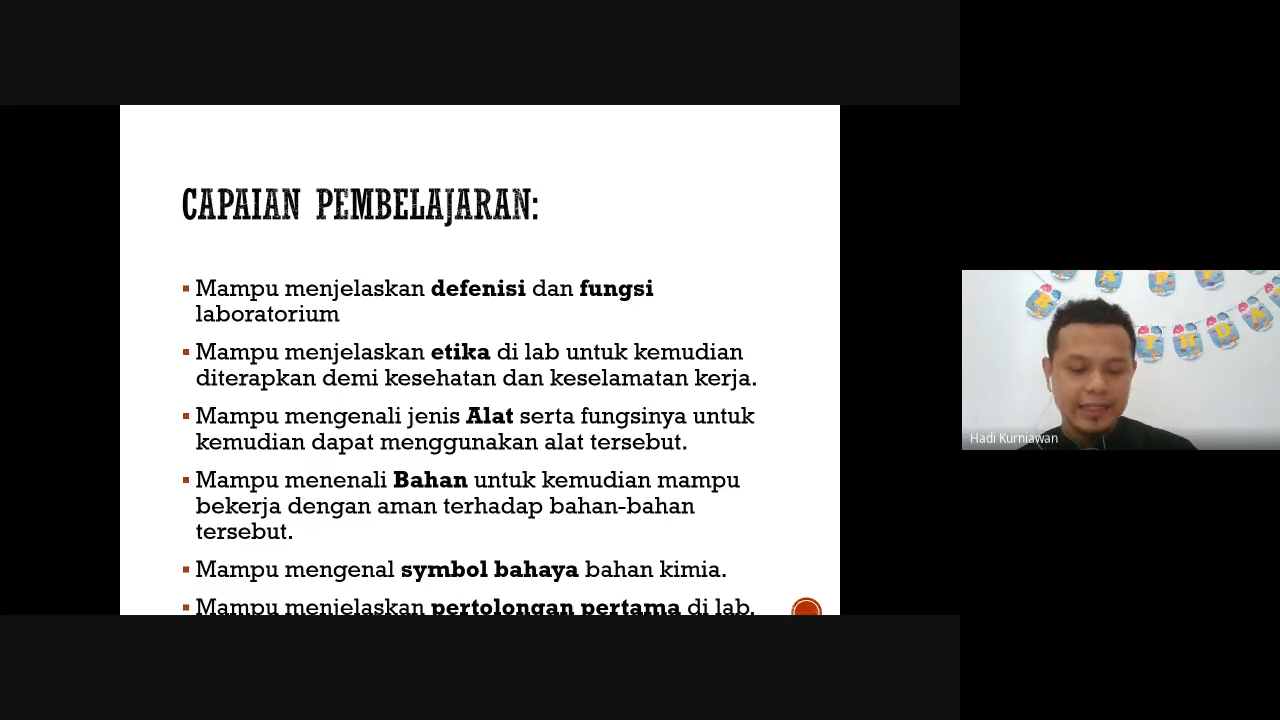 CAPAIAN PEMBELAJARAN:
▪ Mampu menjelaskan defenisi dan fungsi
laboratorium
▪ Mampu menjelaskan etika di lab untuk kemudian
diterapkan demi kesehatan dan keselamatan kerja.
▪ Mampu mengenali jenis Alat serta fungsinya untuk
kemudian dapat menggunakan alat tersebut.
▪ Mampu menenali Bahan untuk kemudian mampu
bekerja dengan aman terhadap bahan-bahan
tersebut.
▪ Mampu mengenal symbol bahaya bahan kimia.
▪ Mampu menjelaskan pertolongan pertama di lab.
Hadi Kurniawan